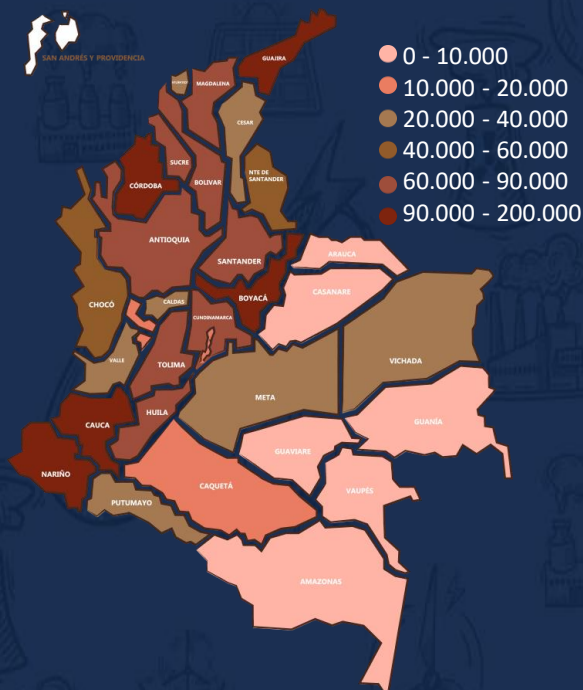 SAN ANDRÉS Y PROVIDENCIA
GUAJIRA
MAGDALENA
CESAR
SUCRE
BOLIVAR
NTE DE
SANTANDER
CÓRDOBA
ANTIOQUIA
SANTANDER
ARAUCA
BOYACÁ
CASANARE
CHOCÓ
CALDAS
CUNDINAMARCA
VALLE
TOLIMA
VICHADA
META
HUILA
CAUCA
GUANÍA
GUAVIARE
NARIÑO
CAQUETÁ
VAUPÉS
PUTUMAYO
AMAZONAS
0 - 10.000
10.000 - 20.000
20.000 - 40.000
40.000 - 60.000
60.000 - 90.000
90.000 - 200.000